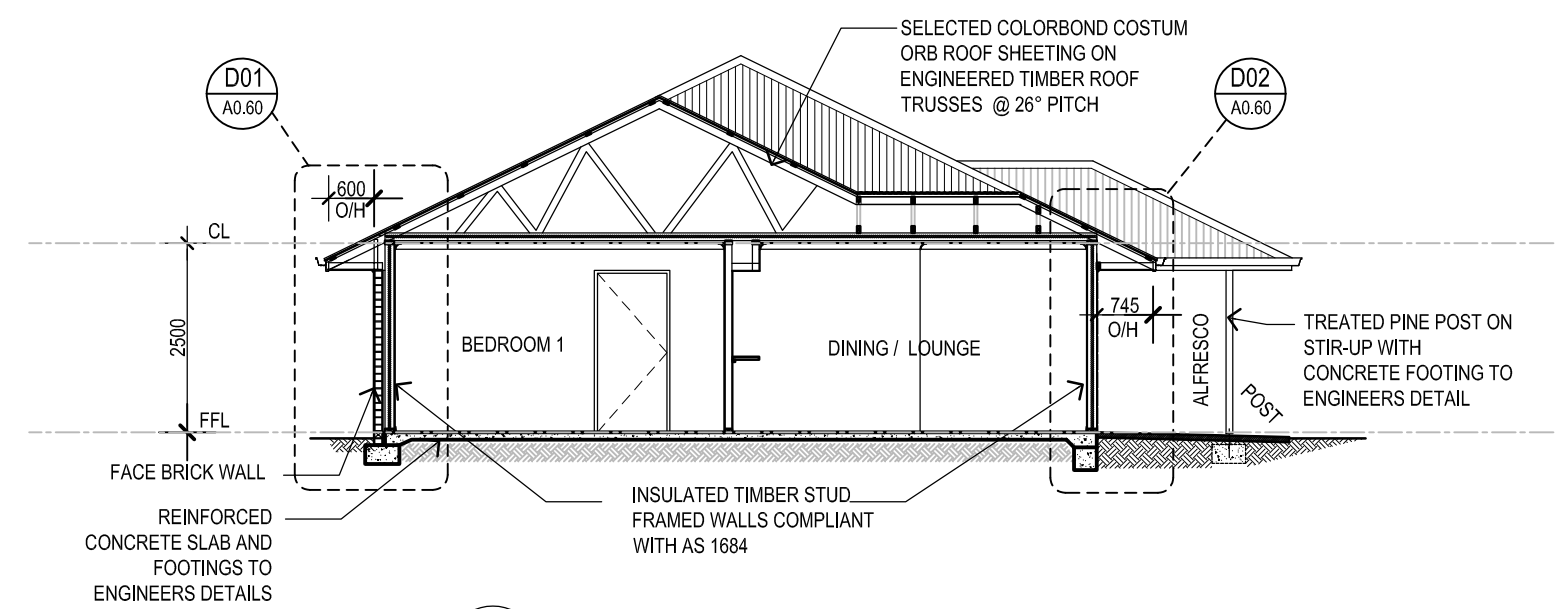 SELECTED COLORBOND COSTUM
ORB ROOF SHEETING ON
ENGINEERED TIMBER ROOF
TRUSSES @ 26° PITCH
D01
A0.60
D02
A0.60
600
O/H
CL
2500
FFL
BEDROOM 1
DINING / LOUNGE
745
O/H
ALFRESCO
POST
TREATED PINE POST ON
STIR-UP WITH
CONCRETE FOOTING TO
ENGINEERS DETAIL
FACE BRICK WALL
REINFORCED
CONCRETE SLAB AND
FOOTINGS TO
ENGINEERS DETAILS
INSULATED TIMBER STUD
FRAMED WALLS COMPLIANT
WITH AS 1684